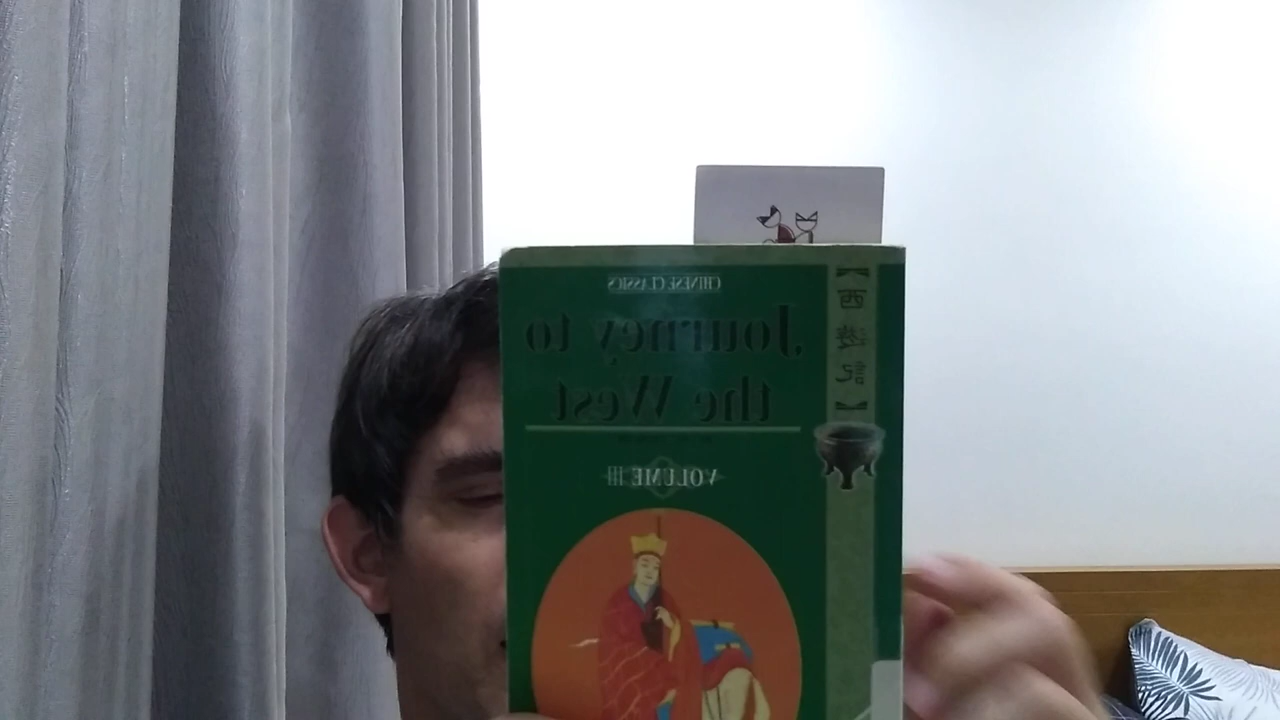 CHINESE CLASSICS
Journey to
the West
VOLUME III
【西遊記】